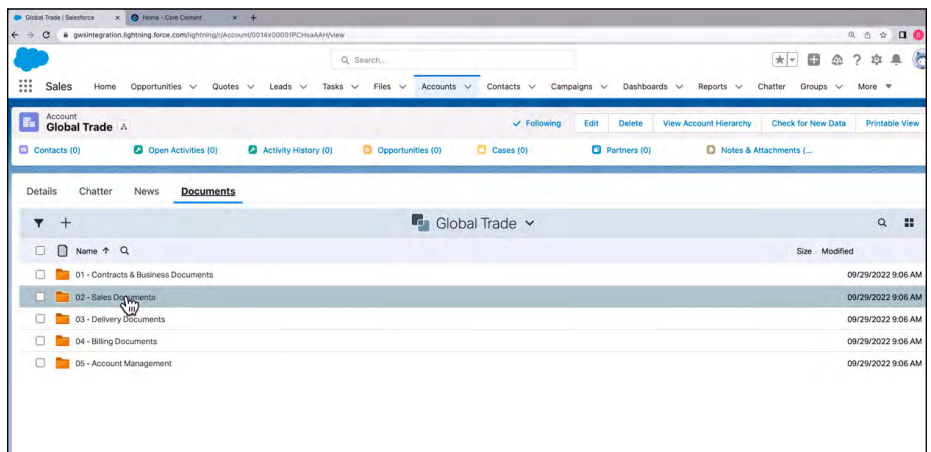 Global Trade | Salesforce
Home - Core Content
gwsintegration.lightning.force.com/lightning/r/Account/0014x00001PCHsaAAH/view
Search...
Sales Home Opportunities Quotes Leads Tasks Files Accounts Contacts Campaigns Dashboards Reports Chatter Groups More
Account
Global Trade
Following Edit Delete View Account Hierarchy Check for New Data Printable View
Contacts (0) Open Activities (0) Activity History (0) Opportunities (0) Cases (0) Partners (0) Notes & Attachments (...
Details Chatter News Documents
Global Trade
Name Size Modified
01 - Contracts & Business Documents 09/29/2022 9:06 AM
02 - Sales Documents 09/29/2022 9:06 AM
03 - Delivery Documents 09/29/2022 9:06 AM
04 - Billing Documents 09/29/2022 9:06 AM
05 - Account Management 09/29/2022 9:06 AM